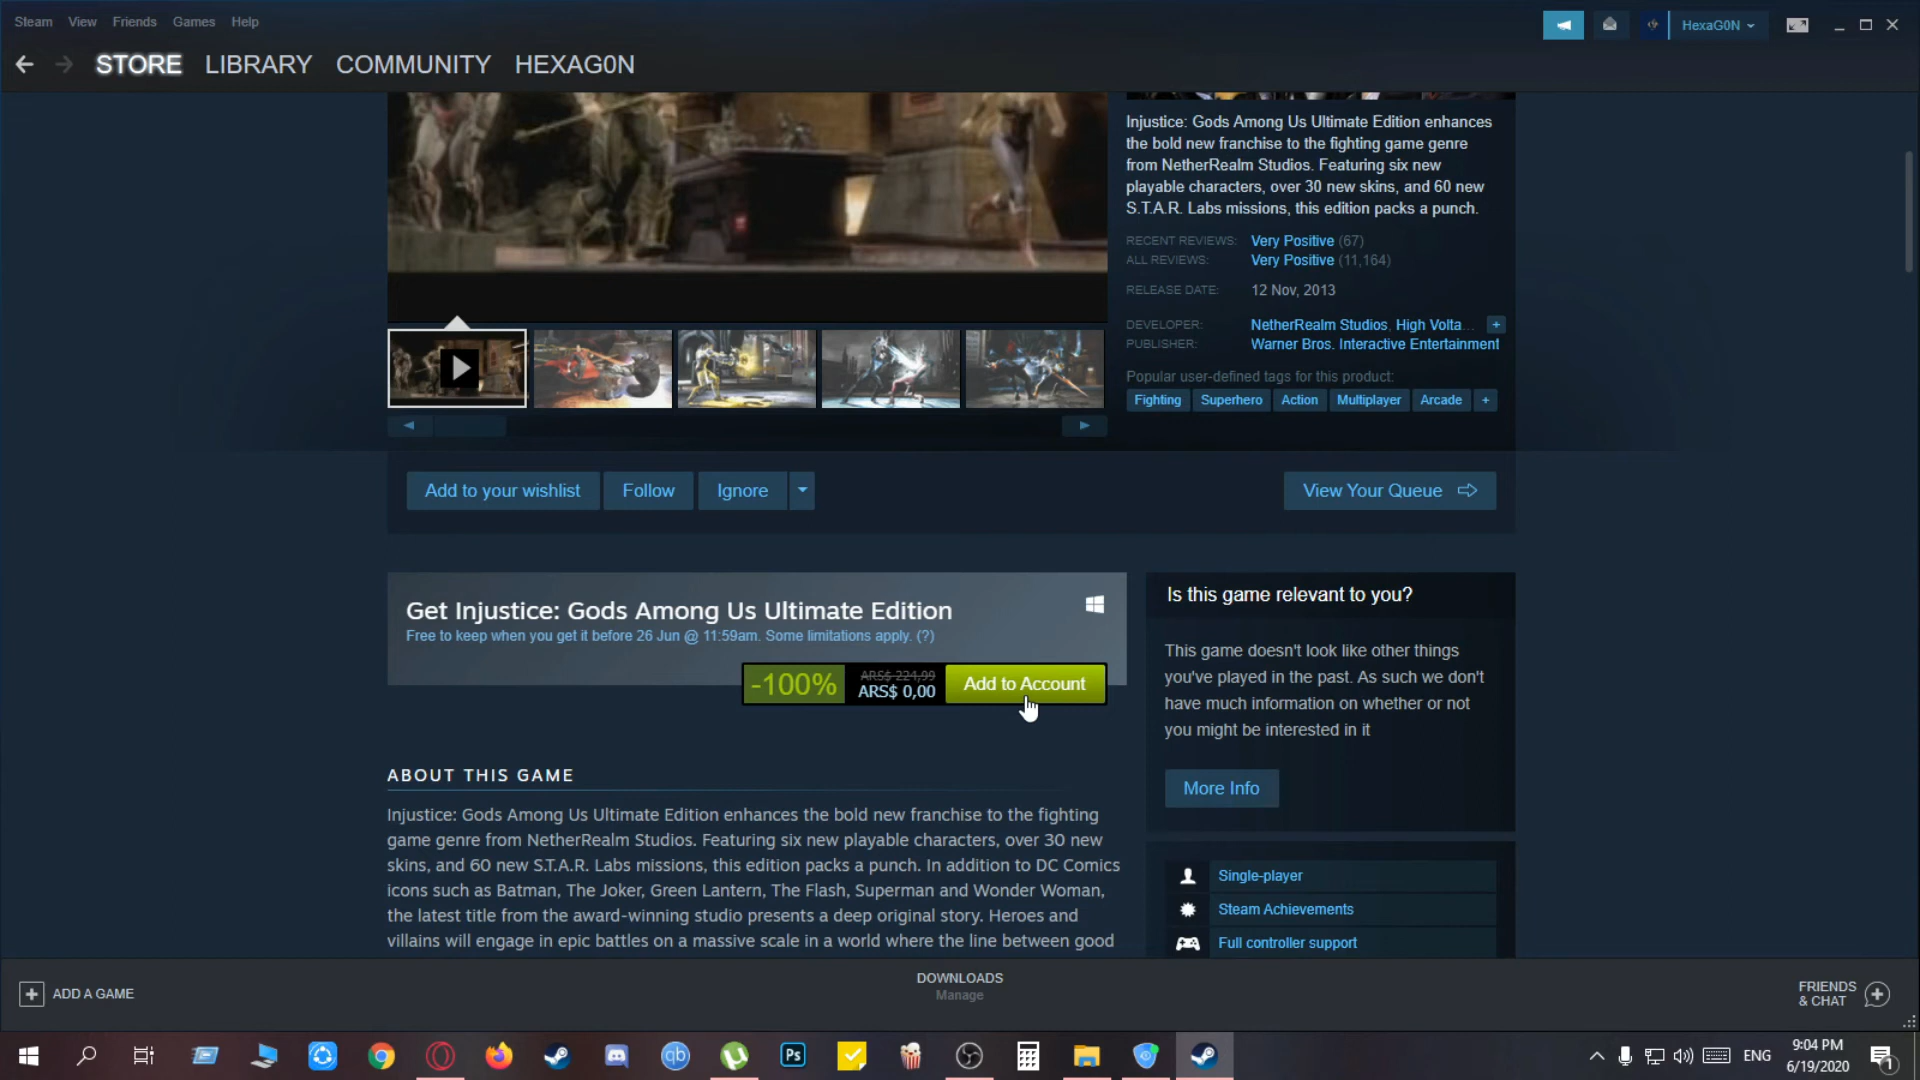 Steam View Friends Games Help
HexaG0N
STORE LIBRARY COMMUNITY HEXAG0N
Injustice: Gods Among Us Ultimate Edition enhances
the bold new franchise to the fighting game genre
from NetherRealm Studios. Featuring six new
playable characters, over 30 new skins, and 60 new
S.T.A.R. Labs missions, this edition packs a punch.
RECENT REVIEWS: Very Positive (67)
ALL REVIEWS: Very Positive (11,164)
RELEASE DATE: 12 Nov, 2013
DEVELOPER: NetherRealm Studios, High Volta... +
PUBLISHER: Warner Bros. Interactive Entertainment
Popular user-defined tags for this product:
Fighting Superhero Action Multiplayer Arcade +
Add to your wishlist Follow Ignore View Your Queue
Get Injustice: Gods Among Us Ultimate Edition
Free to keep when you get it before 26 Jun @ 11:59am. Some limitations apply. (?)
-100% ARS$ 224,99 ARS$ 0,00 Add to Account
Is this game relevant to you?
This game doesn't look like other things
you've played in the past. As such we don't
have much information on whether or not
you might be interested in it
More Info
ABOUT THIS GAME
Injustice: Gods Among Us Ultimate Edition enhances the bold new franchise to the fighting
game genre from NetherRealm Studios. Featuring six new playable characters, over 30 new
skins, and 60 new S.T.A.R. Labs missions, this edition packs a punch. In addition to DC Comics
icons such as Batman, The Joker, Green Lantern, The Flash, Superman and Wonder Woman,
the latest title from the award-winning studio presents a deep original story. Heroes and
villains will engage in epic battles on a massive scale in a world where the line between good
Single-player
Steam Achievements
Full controller support
ADD A GAME
DOWNLOADS
Manage
FRIENDS
& CHAT
qb
Ps
ENG
9:04 PM
6/19/2020
1